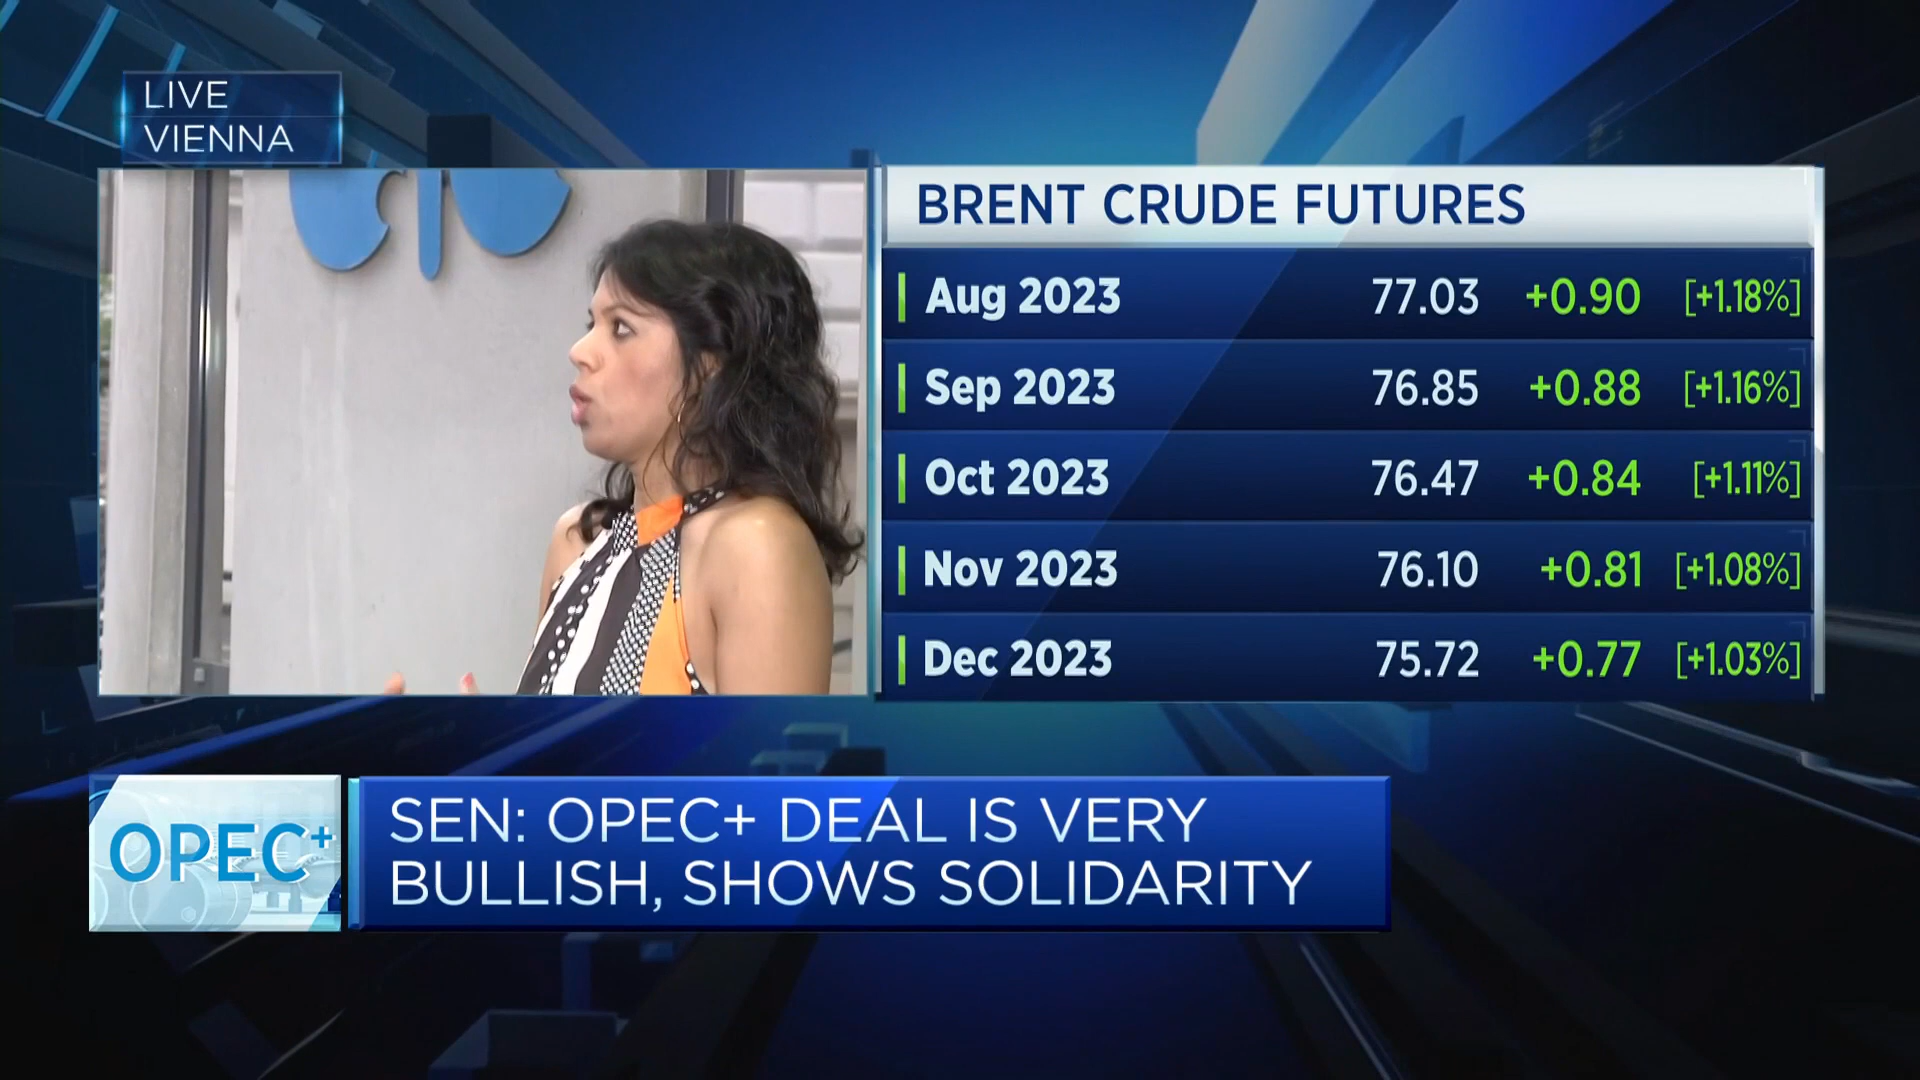 LIVE
VIENNA
BRENT CRUDE FUTURES
Aug 2023 77.03 +0.90 [+1.18%]
Sep 2023 76.85 +0.88 [+1.16%]
Oct 2023 76.47 +0.84 [+1.11%]
Nov 2023 76.10 +0.81 [+1.08%]
Dec 2023 75.72 +0.77 [+1.03%]
OPEC+
SEN: OPEC+ DEAL IS VERY
BULLISH, SHOWS SOLIDARITY